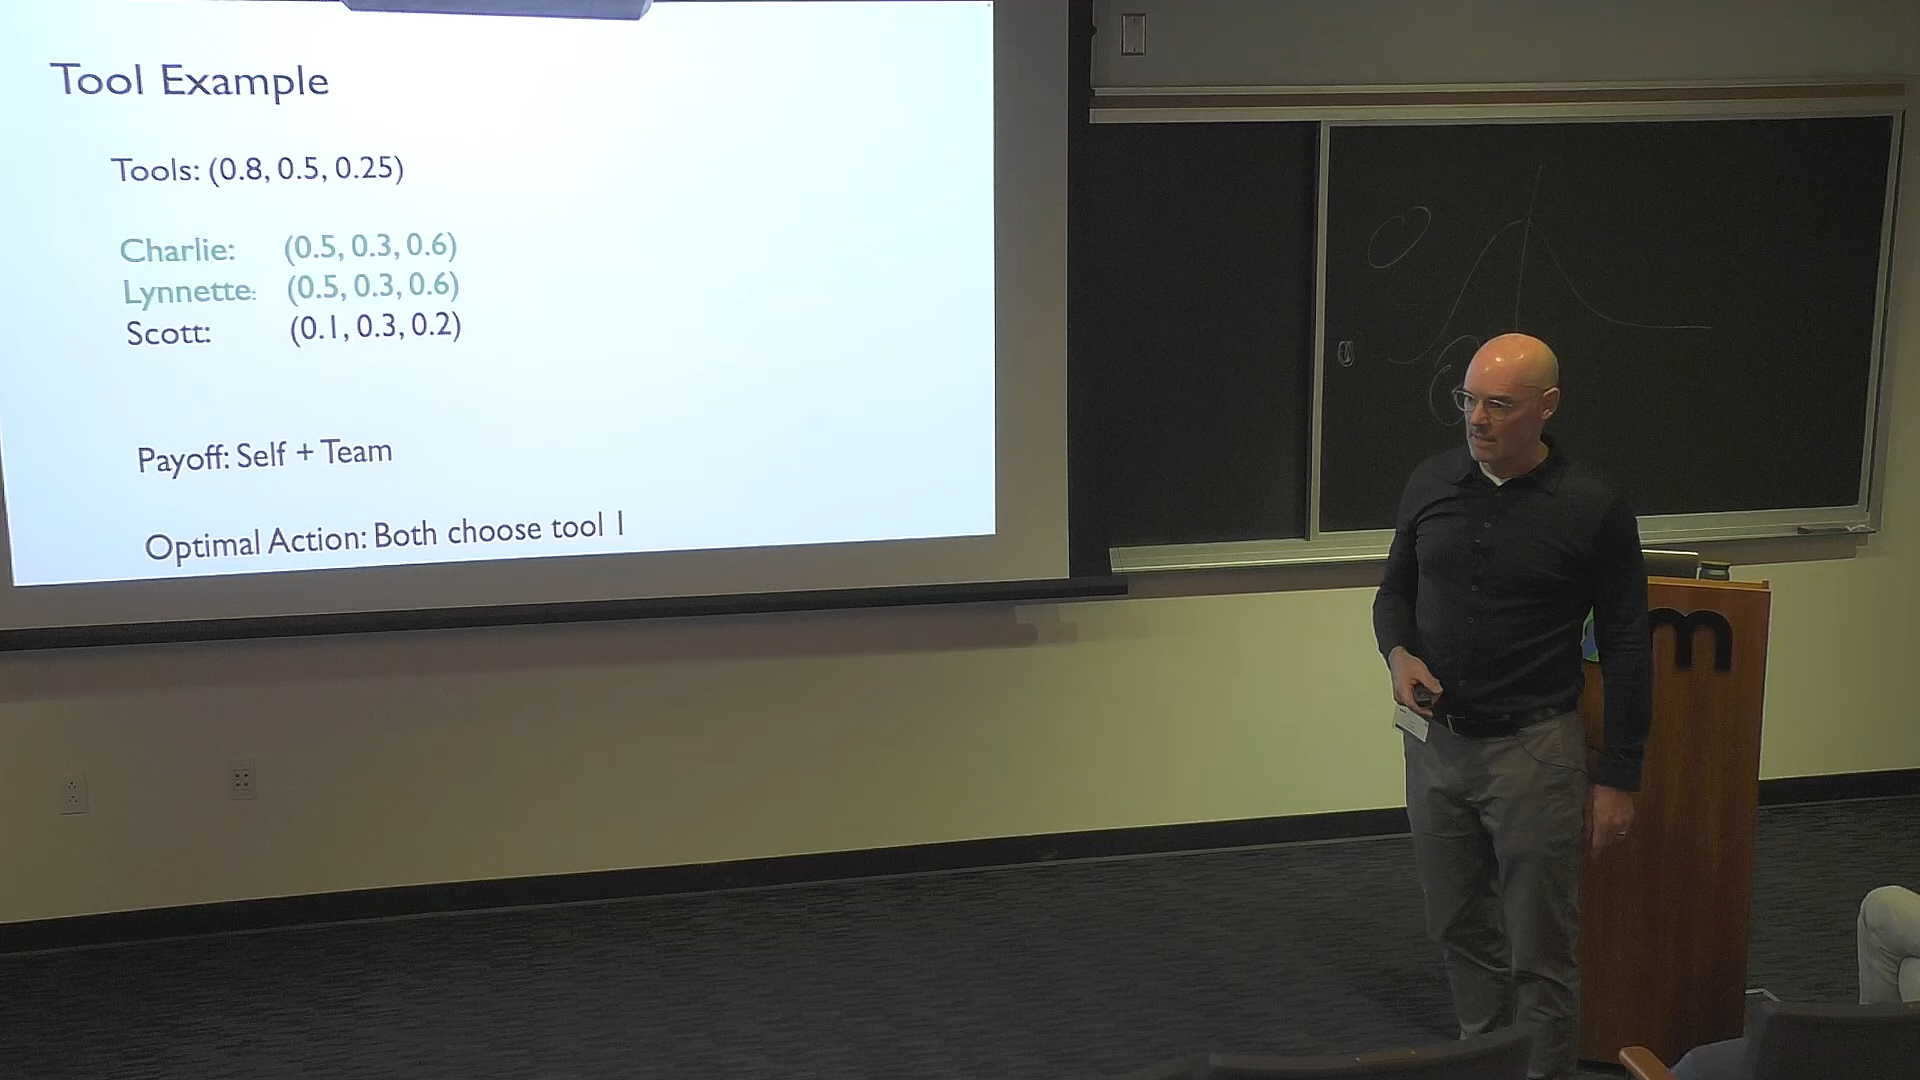 Tool Example
Tools: (0.8, 0.5, 0.25)
Charlie: (0.5, 0.3, 0.6)
Lynnette: (0.5, 0.3, 0.6)
Scott: (0.1, 0.3, 0.2)
Payoff: Self + Team
Optimal Action: Both choose tool 1
m